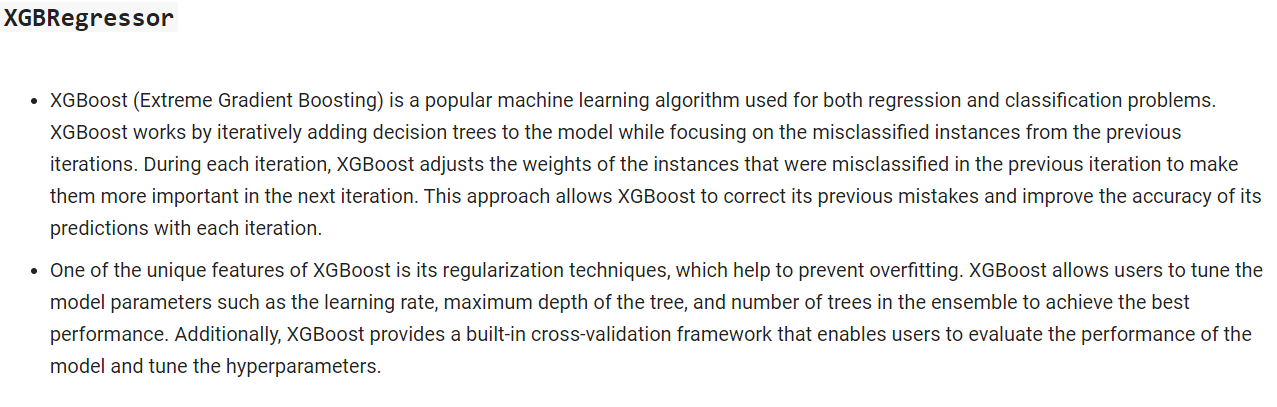 XGBRegressor
• XGBoost (Extreme Gradient Boosting) is a popular machine learning algorithm used for both regression and classification problems.
XGBoost works by iteratively adding decision trees to the model while focusing on the misclassified instances from the previous
iterations. During each iteration, XGBoost adjusts the weights of the instances that were misclassified in the previous iteration to make
them more important in the next iteration. This approach allows XGBoost to correct its previous mistakes and improve the accuracy of its
predictions with each iteration.
• One of the unique features of XGBoost is its regularization techniques, which help to prevent overfitting. XGBoost allows users to tune the
model parameters such as the learning rate, maximum depth of the tree, and number of trees in the ensemble to achieve the best
performance. Additionally, XGBoost provides a built-in cross-validation framework that enables users to evaluate the performance of the
model and tune the hyperparameters.